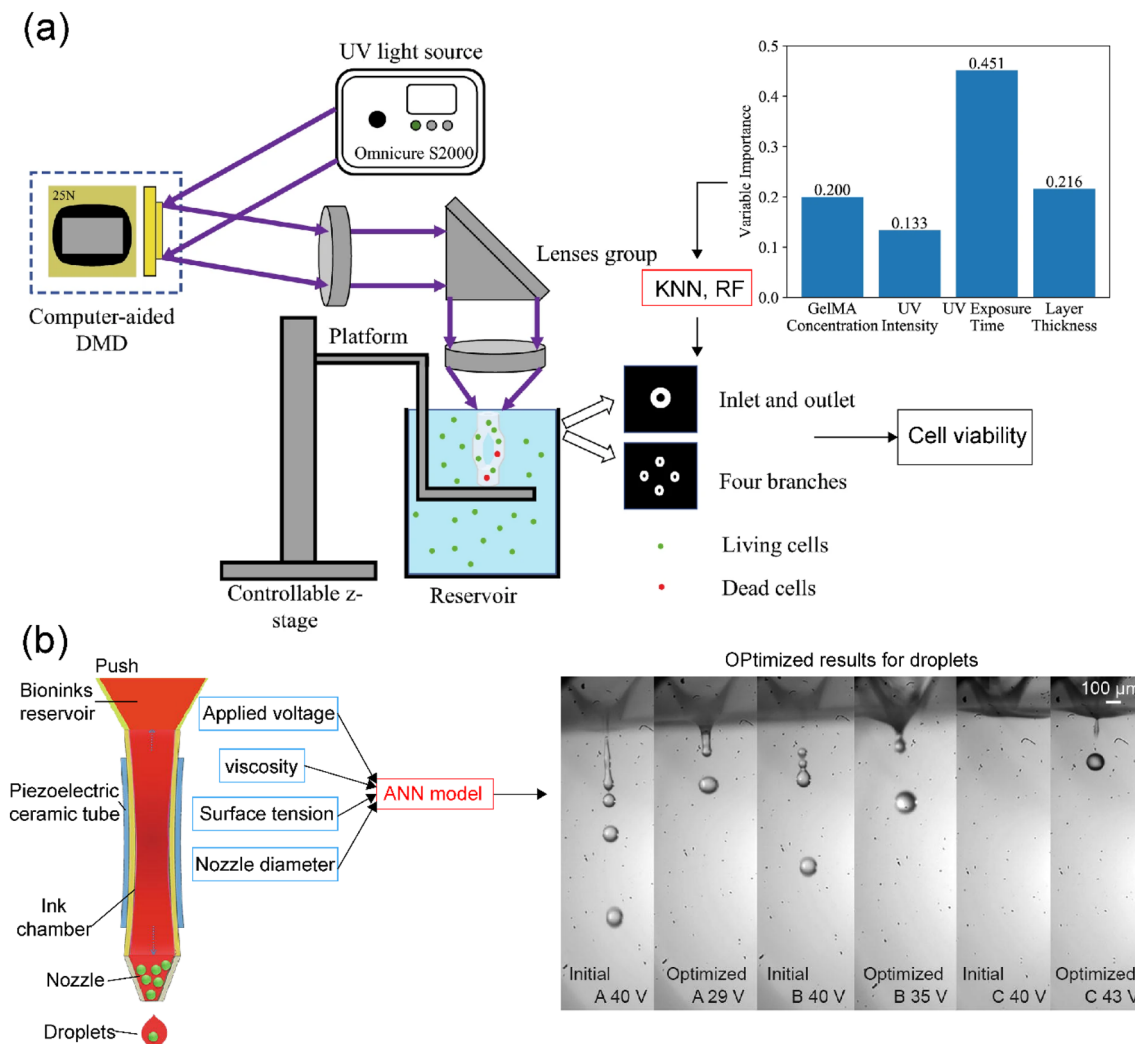 (a)
UV light source
Omnicure S2000
25N
Computer-aided
DMD
Lenses group
Platform
Controllable z-
stage
Reservoir
Variable Importance
0.5
0.4
0.3
0.2
0.1
0.0
0.200
0.133
0.451
0.216
GelMA
Concentration
UV
Intensity
UV Exposure
Time
Layer
Thickness
KNN, RF
Inlet and outlet
Four branches
Cell viability
Living cells
Dead cells
(b)
Push
Bioninks
reservoir
Piezoelectric
ceramic tube
Ink
chamber
Nozzle
Droplets
Applied voltage
viscosity
Surface tension
Nozzle diameter
ANN model
OPtimized results for droplets
100 μm
Initial
A 40 V
Optimized
A 29 V
Initial
B 40 V
Optimized
B 35 V
Initial
C 40 V
Optimized
C 43 V